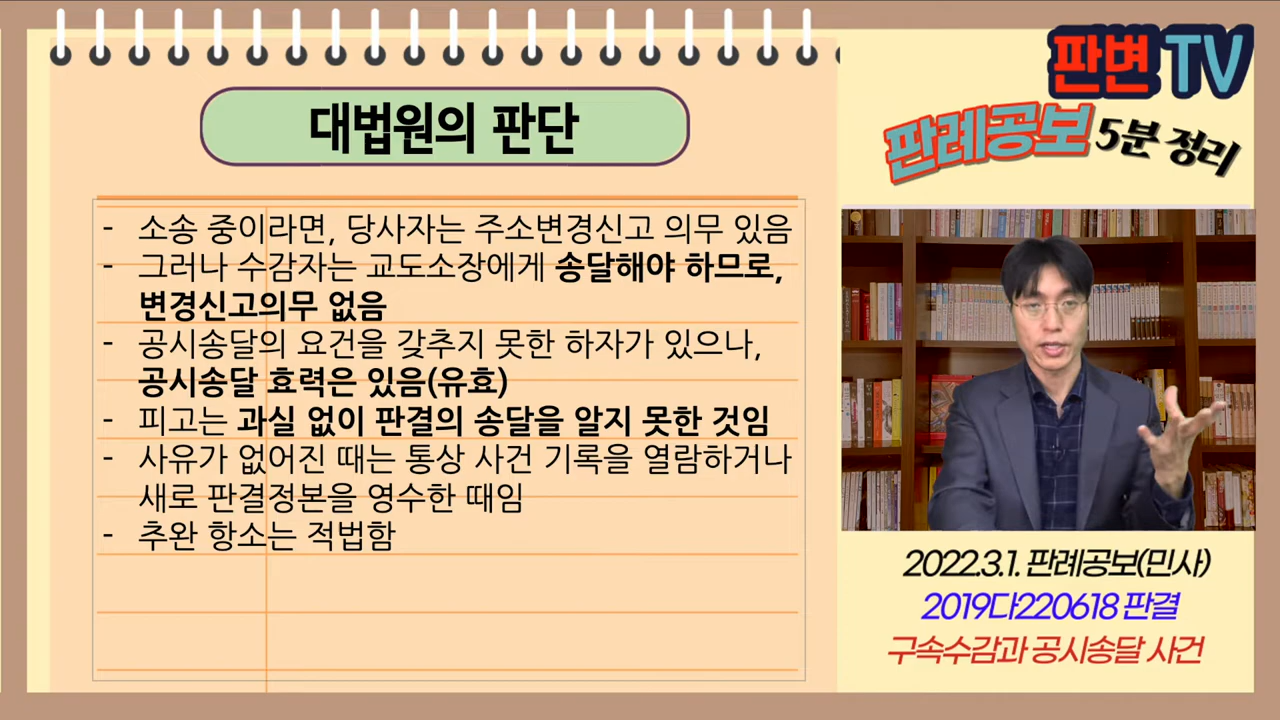 대법원의 판단
- 소송 중이라면, 당사자는 주소변경신고 의무 있음
- 그러나 수감자는 교도소장에게 송달해야 하므로,
변경신고의무 없음
- 공시송달의 요건을 갖추지 못한 하자가 있으나,
공시송달 효력은 있음(유효)
- 피고는 과실 없이 판결의 송달을 알지 못한 것임
- 사유가 없어진 때는 통상 사건 기록을 열람하거나
새로 판결정본을 영수한 때임
- 추완 항소는 적법함
판변 TV
판례공보 5분 정리
2022.3.1. 판례공보(민사)
2019다220618 판결
구속수감과 공시송달 사건